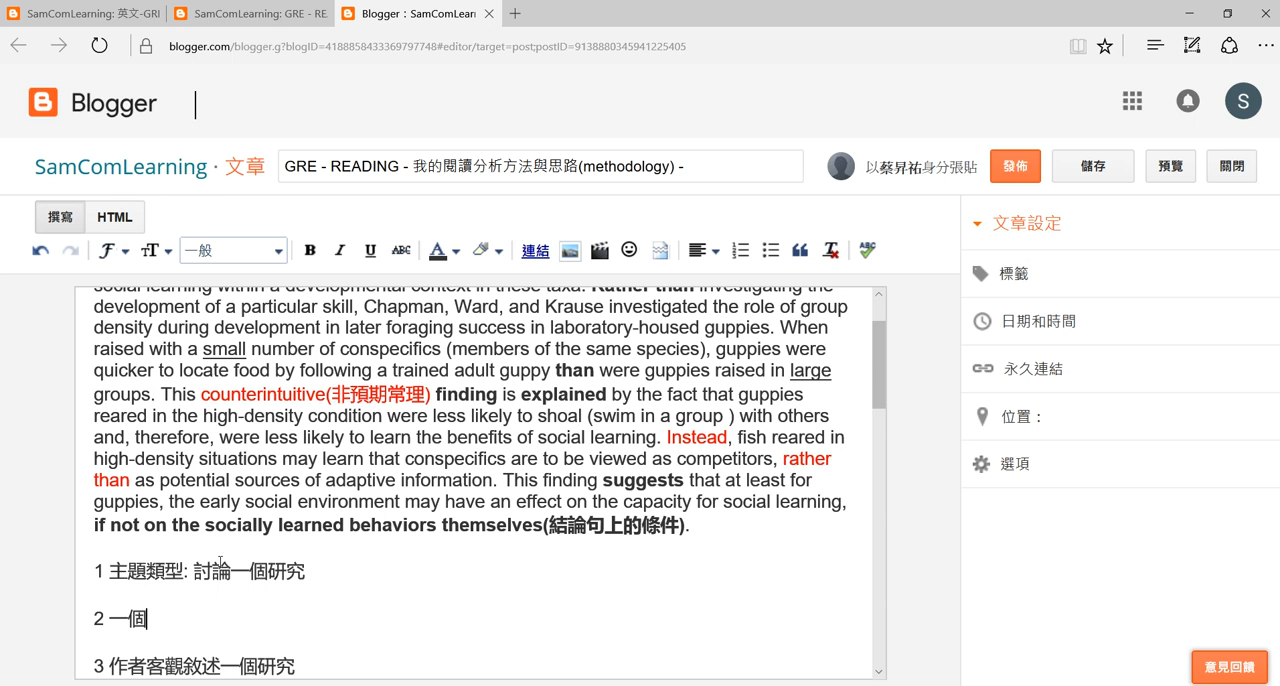 SamComLearning: 英文-GRI
SamComLearning: GRE - RE
Blogger：SamComLearn
blogger.com/blogger.g?blogID=4188858433369797748#editor/target=post;postID=9138880345941225405
Blogger
S
SamComLearning · 文章
GRE - READING - 我的閱讀分析方法與思路(methodology) -
以蔡昇祐身分張貼
發佈
儲存
預覽
關閉
撰寫
HTML
文章設定
一般
B I U ABC A 連結
ABC
標籤
social learning within a developmental context in these taxa. Rather than investigating the
development of a particular skill, Chapman, Ward, and Krause investigated the role of group
density during development in later foraging success in laboratory-housed guppies. When
日期和時間
raised with a small number of conspecifics (members of the same species), guppies were
quicker to locate food by following a trained adult guppy than were guppies raised in large
永久連結
groups. This counterintuitive(非預期常理) finding is explained by the fact that guppies
reared in the high-density condition were less likely to shoal (swim in a group ) with others
位置：
and, therefore, were less likely to learn the benefits of social learning. Instead, fish reared in
high-density situations may learn that conspecifics are to be viewed as competitors, rather
選項
than as potential sources of adaptive information. This finding suggests that at least for
guppies, the early social environment may have an effect on the capacity for social learning,
if not on the socially learned behaviors themselves(結論句上的條件).
1 主題類型: 討論一個研究
2 一個
3 作者客觀敘述一個研究
意見回饋